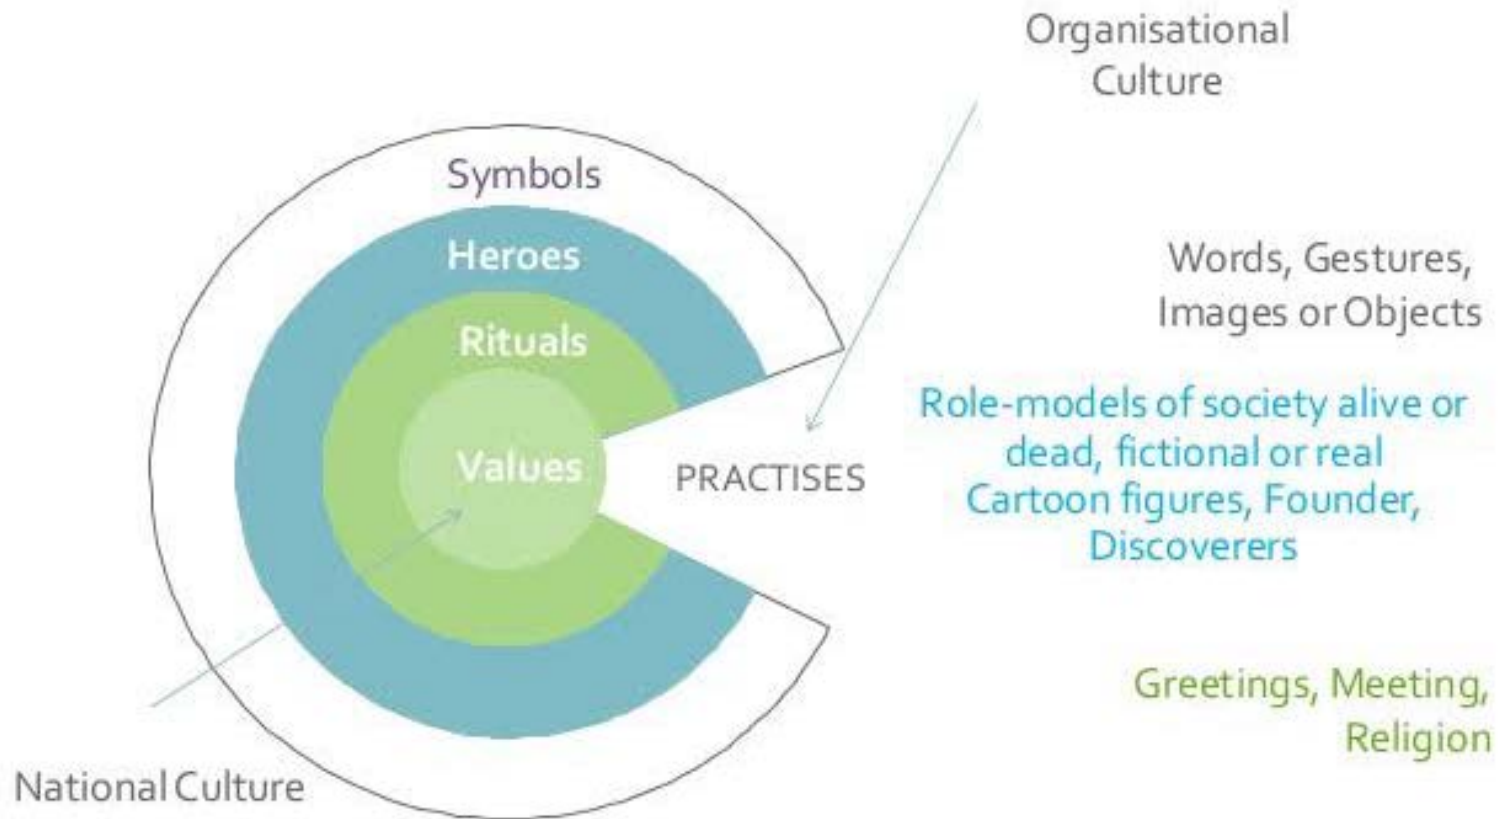 Organisational
Culture
Symbols
Heroes
Words, Gestures,
Images or Objects
Rituals
Role-models of society alive or
dead, fictional or real
Cartoon figures, Founder,
Discoverers
Values
PRACTISES
Greetings, Meeting,
Religion
National Culture